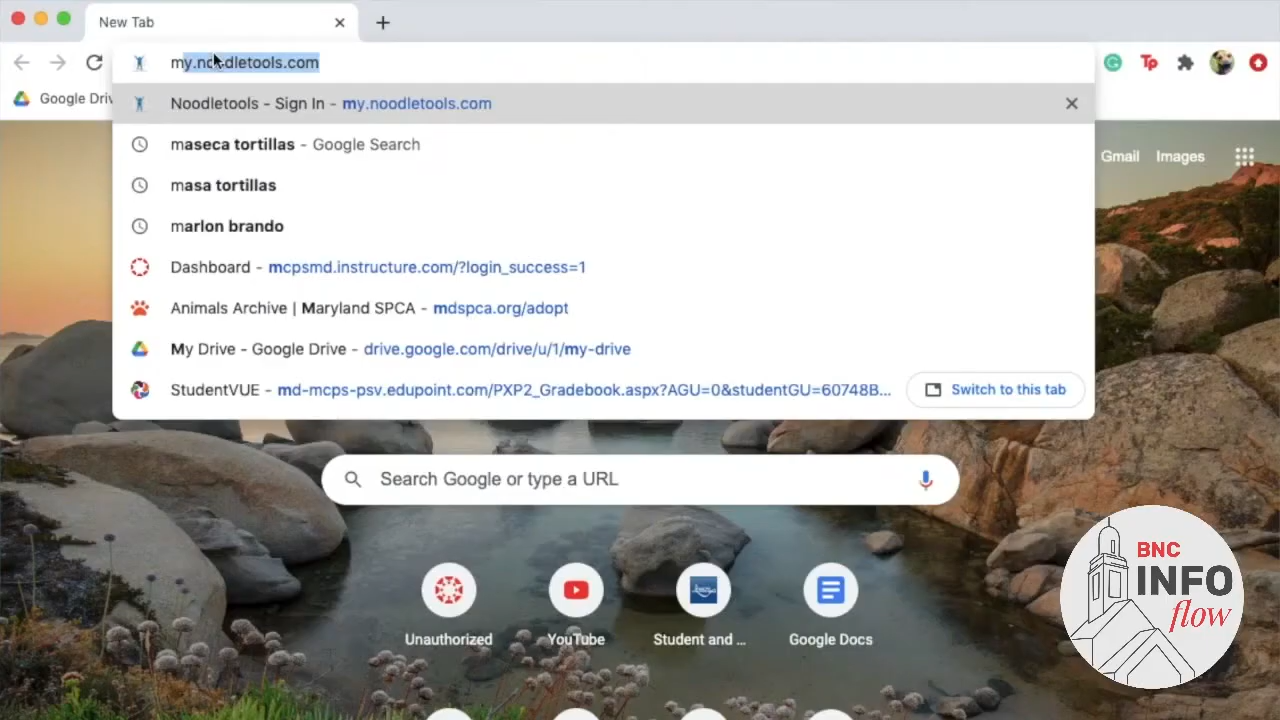 New Tab
my.noodletools.com
Google Driv
Noodletools - Sign In - my.noodletools.com
maseca tortillas - Google Search
masa tortillas
marlon brando
Dashboard - mcpsmd.instructure.com/?login_success=1
Animals Archive | Maryland SPCA - mdspca.org/adopt
My Drive - Google Drive - drive.google.com/drive/u/1/my-drive
StudentVUE - md-mcps-psv.edupoint.com/PXP2_Gradebook.aspx?AGU=0&studentGU=60748B... Switch to this tab
Gmail Images
Search Google or type a URL
Unauthorized YouTube Student and ... Google Docs
BNC
INFO
flow